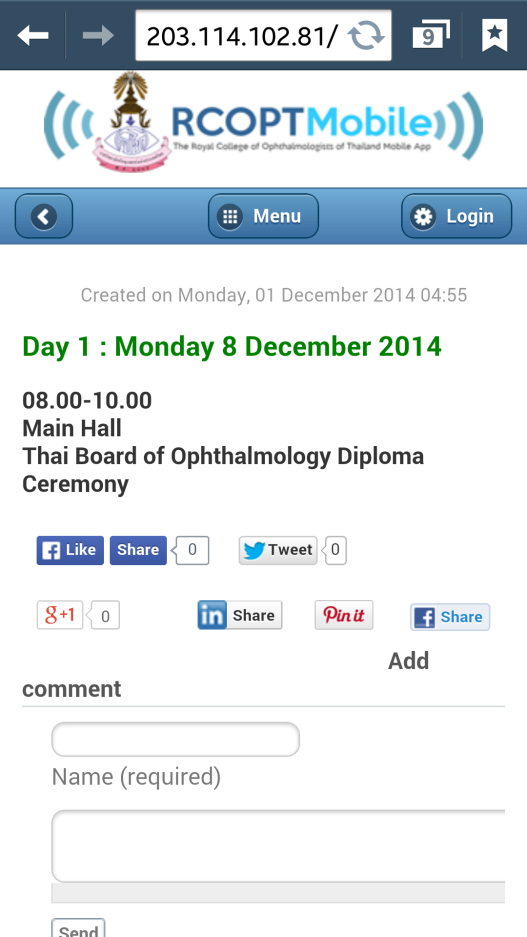 203.114.102.81/
9
RCOPTMobile
The Royal College of Ophthalmologists of Thailand Mobile App
Menu
Login
Created on Monday, 01 December 2014 04:55
Day 1 : Monday 8 December 2014
08.00-10.00
Main Hall
Thai Board of Ophthalmology Diploma
Ceremony
Like Share 0 Tweet 0
g+1 0 in Share Pin it Share
Add
comment
Name (required)
Send